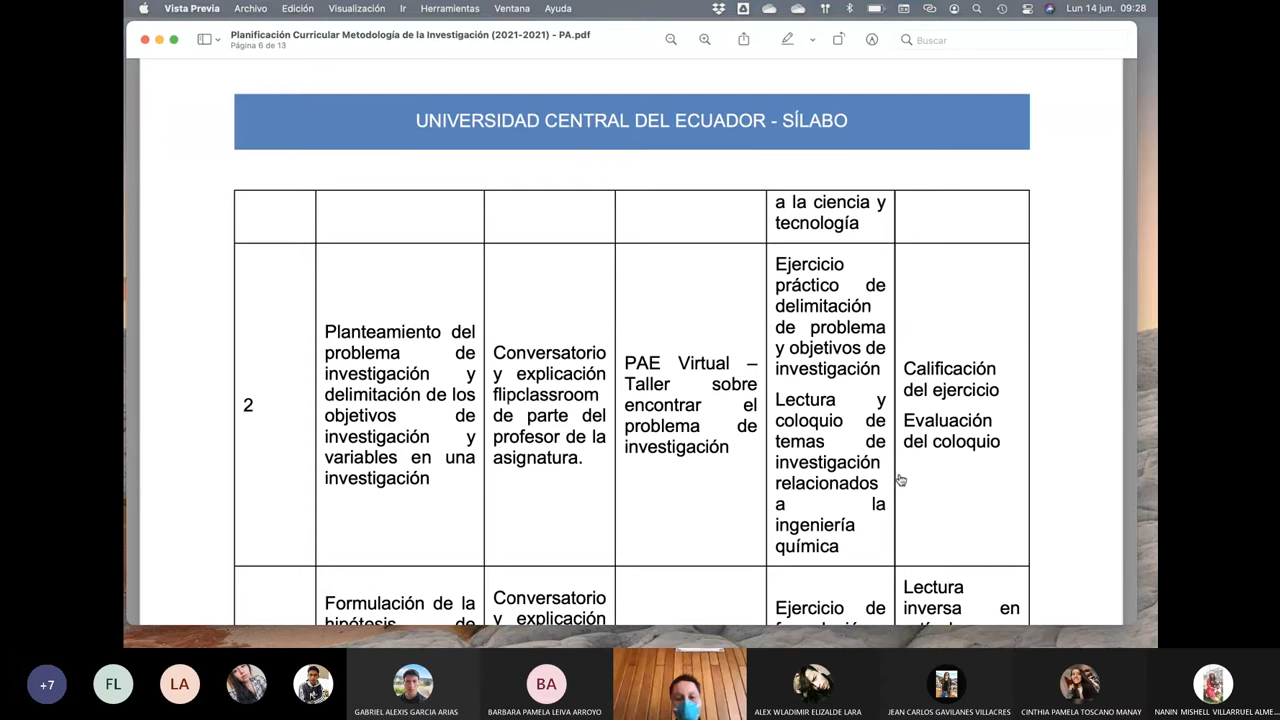 Vista Previa Archivo Edición Visualización Ir Herramientas Ventana Ayuda Lun 14 jun. 09:28
Planificación Curricular Metodología de la Investigación (2021-2021) - PA.pdf
Página 6 de 13
Buscar
UNIVERSIDAD CENTRAL DEL ECUADOR - SÍLABO
a la ciencia y
tecnología
2
Planteamiento del
problema de
investigación y
delimitación de los
objetivos de
investigación y
variables en una
investigación
Conversatorio
y explicación
flipclassroom
de parte del
profesor de la
asignatura.
PAE Virtual –
Taller sobre
encontrar el
problema de
investigación
Ejercicio
práctico de
delimitación
de problema
y objetivos de
investigación
Lectura y
coloquio de
temas de
investigación
relacionados
a la
ingeniería
química
Calificación
del ejercicio
Evaluación
del coloquio
Formulación de la
hipótesis de
Conversatorio
y explicación
Ejercicio de
Lectura
inversa en
+7
FL
LA
GABRIEL ALEXIS GARCIA ARIAS
BA
BARBARA PAMELA LEIVA ARROYO
ALEX WLADIMIR ELIZALDE LARA
JEAN CARLOS GAVILANES VILLACRES
CINTHIA PAMELA TOSCANO MANAY
NANIN MISHELL VILLARRUEL ALME